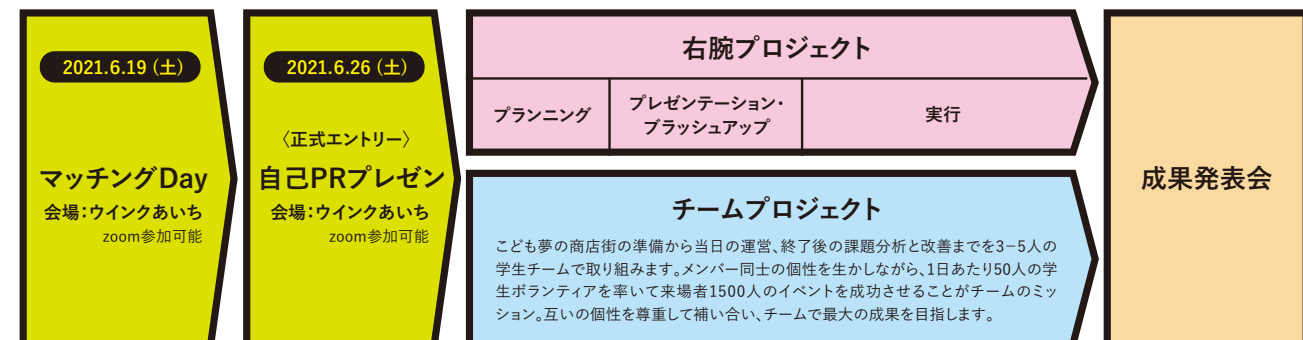 2021.6.19 (土)
マッチングDay
会場：ウインクあいち
zoom参加可能
2021.6.26 (土)
〈正式エントリー〉
自己PRプレゼン
会場：ウインクあいち
zoom参加可能
右腕プロジェクト
プランニング
プレゼンテーション・
ブラッシュアップ
実行
チームプロジェクト
こども夢の商店街の準備から当日の運営、終了後の課題分析と改善までを3−5人の
学生チームで取り組みます。メンバー同士の個性を生かしながら、1日あたり50人の学
生ボランティアを率いて来場者1500人のイベントを成功させることがチームのミッ
ション。互いの個性を尊重して補い合い、チームで最大の成果を目指します。
成果発表会